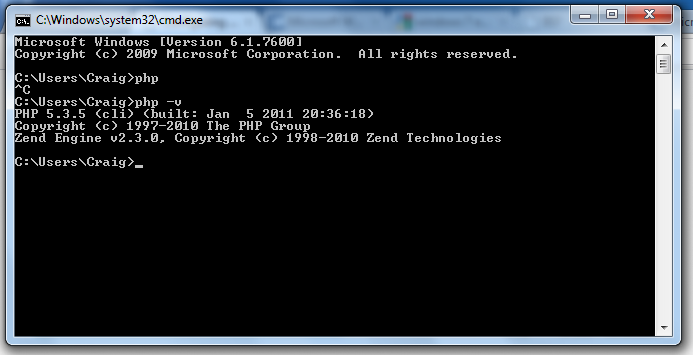 C:\Windows\system32\cmd.exe
Microsoft Windows [Version 6.1.7600]
Copyright (c) 2009 Microsoft Corporation.  All rights reserved.
C:\Users\Craig>php
^C
C:\Users\Craig>php -v
PHP 5.3.5 (cli) (built: Jan  5 2011 20:36:18)
Copyright (c) 1997-2010 The PHP Group
Zend Engine v2.3.0, Copyright (c) 1998-2010 Zend Technologies
C:\Users\Craig>_